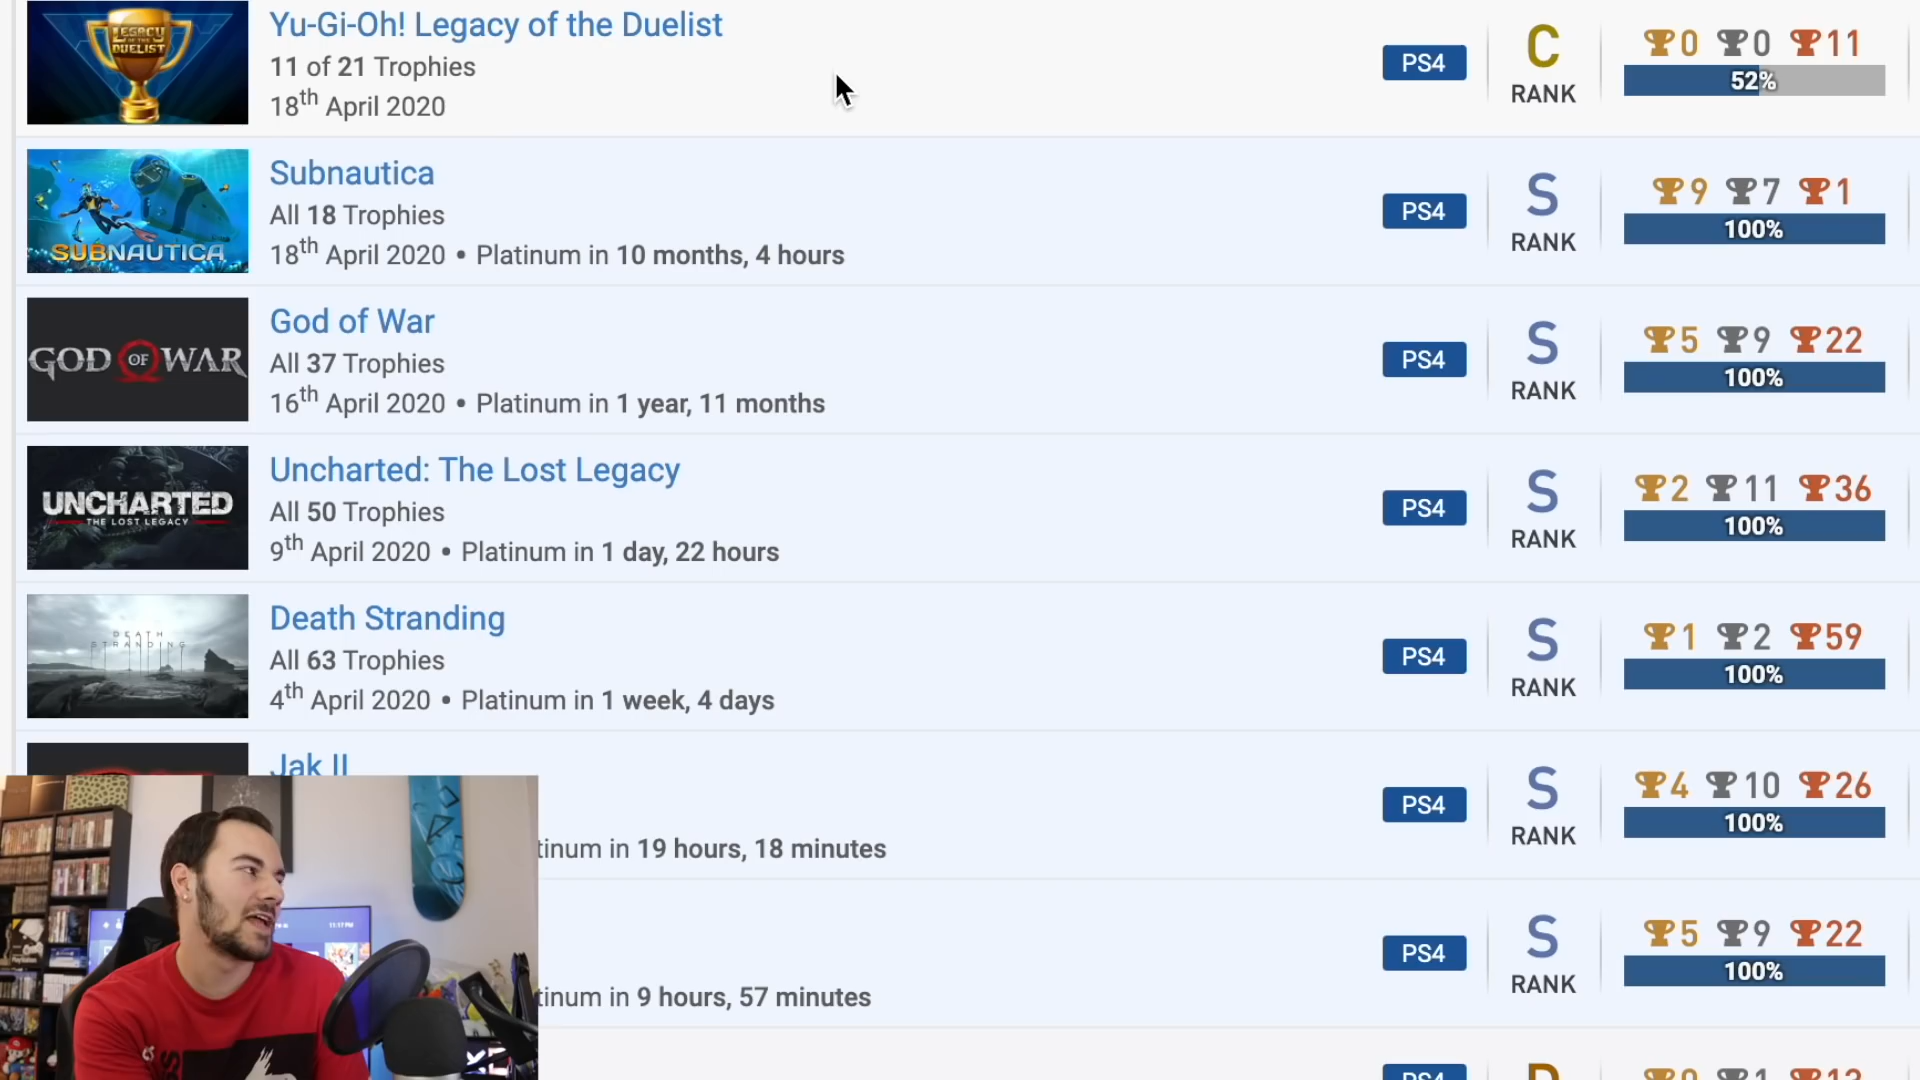 LEGACY
OF THE
DUELIST
Yu-Gi-Oh! Legacy of the Duelist
11 of 21 Trophies
18th April 2020
PS4
C
RANK
0 0 11
52%
SUBNAUTICA
Subnautica
All 18 Trophies
18th April 2020 • Platinum in 10 months, 4 hours
PS4
S
RANK
9 7 1
100%
GOD OF WAR
God of War
All 37 Trophies
16th April 2020 • Platinum in 1 year, 11 months
PS4
S
RANK
5 9 22
100%
UNCHARTED
THE LOST LEGACY
Uncharted: The Lost Legacy
All 50 Trophies
9th April 2020 • Platinum in 1 day, 22 hours
PS4
S
RANK
2 11 36
100%
DEATH
STRANDING
Death Stranding
All 63 Trophies
4th April 2020 • Platinum in 1 week, 4 days
PS4
S
RANK
1 2 59
100%
Jak II
tinum in 19 hours, 18 minutes
PS4
S
RANK
4 10 26
100%
11:17 PM
tinum in 9 hours, 57 minutes
PS4
S
RANK
5 9 22
100%
PS4